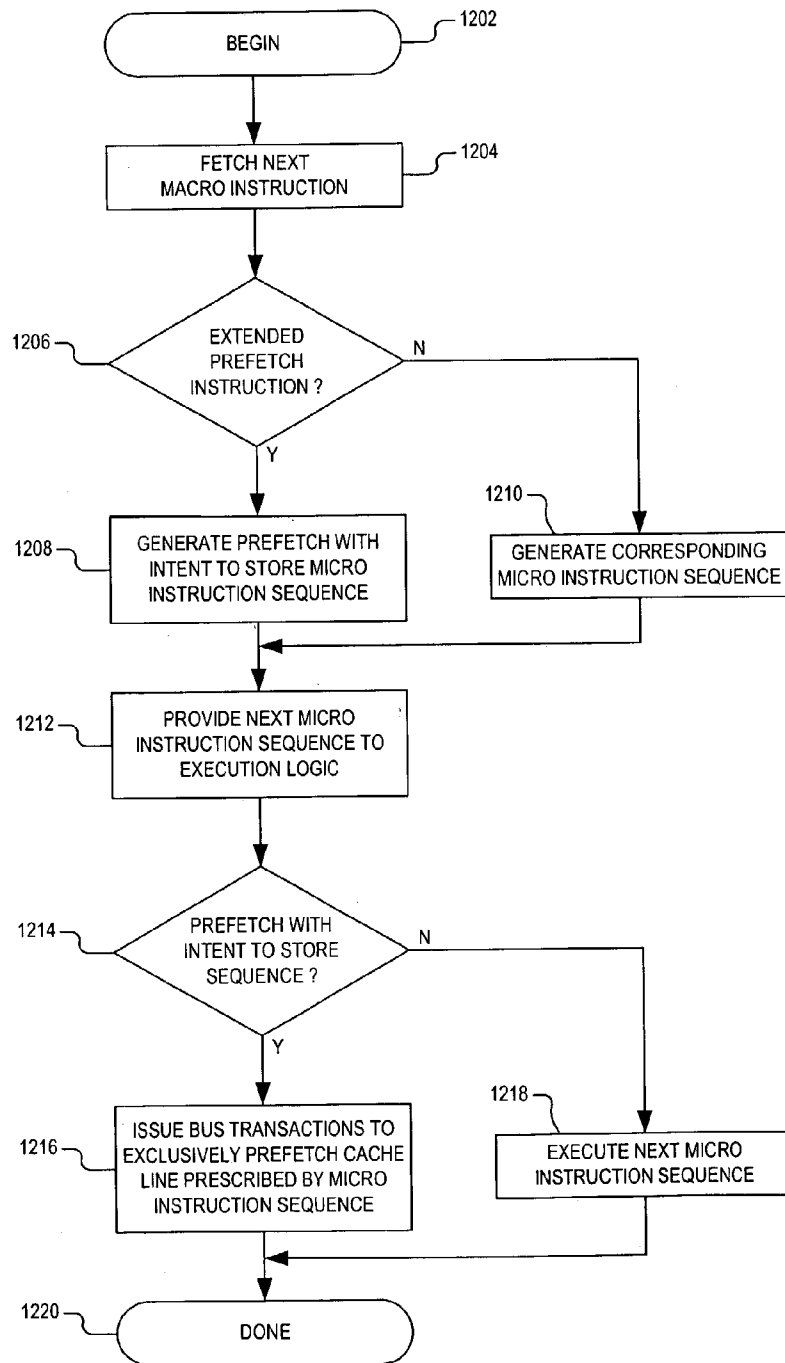 BEGIN
1202
FETCH NEXT
MACRO INSTRUCTION
1204
EXTENDED
PREFETCH
INSTRUCTION ?
1206
N
Y
1208
GENERATE PREFETCH WITH
INTENT TO STORE MICRO
INSTRUCTION SEQUENCE
1210
GENERATE CORRESPONDING
MICRO INSTRUCTION SEQUENCE
1212
PROVIDE NEXT MICRO
INSTRUCTION SEQUENCE TO
EXECUTION LOGIC
1214
PREFETCH WITH
INTENT TO STORE
SEQUENCE ?
N
Y
1216
ISSUE BUS TRANSACTIONS TO
EXCLUSIVELY PREFETCH CACHE
LINE PRESCRIBED BY MICRO
INSTRUCTION SEQUENCE
1218
EXECUTE NEXT MICRO
INSTRUCTION SEQUENCE
1220
DONE